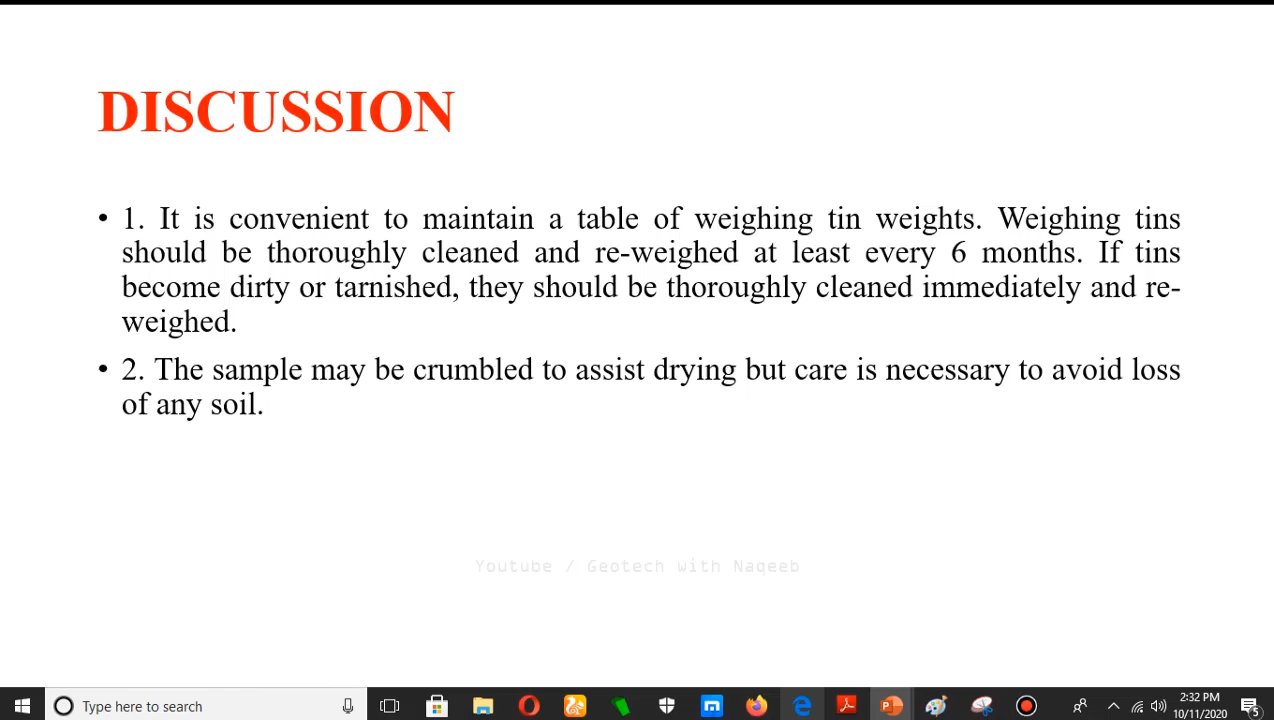 DISCUSSION
• 1. It is convenient to maintain a table of weighing tin weights. Weighing tins
should be thoroughly cleaned and re-weighed at least every 6 months. If tins
become dirty or tarnished, they should be thoroughly cleaned immediately and re-
weighed.
• 2. The sample may be crumbled to assist drying but care is necessary to avoid loss
of any soil.
Youtube / Geotech with Naqeeb
Type here to search
2:32 PM
10/11/2020
5